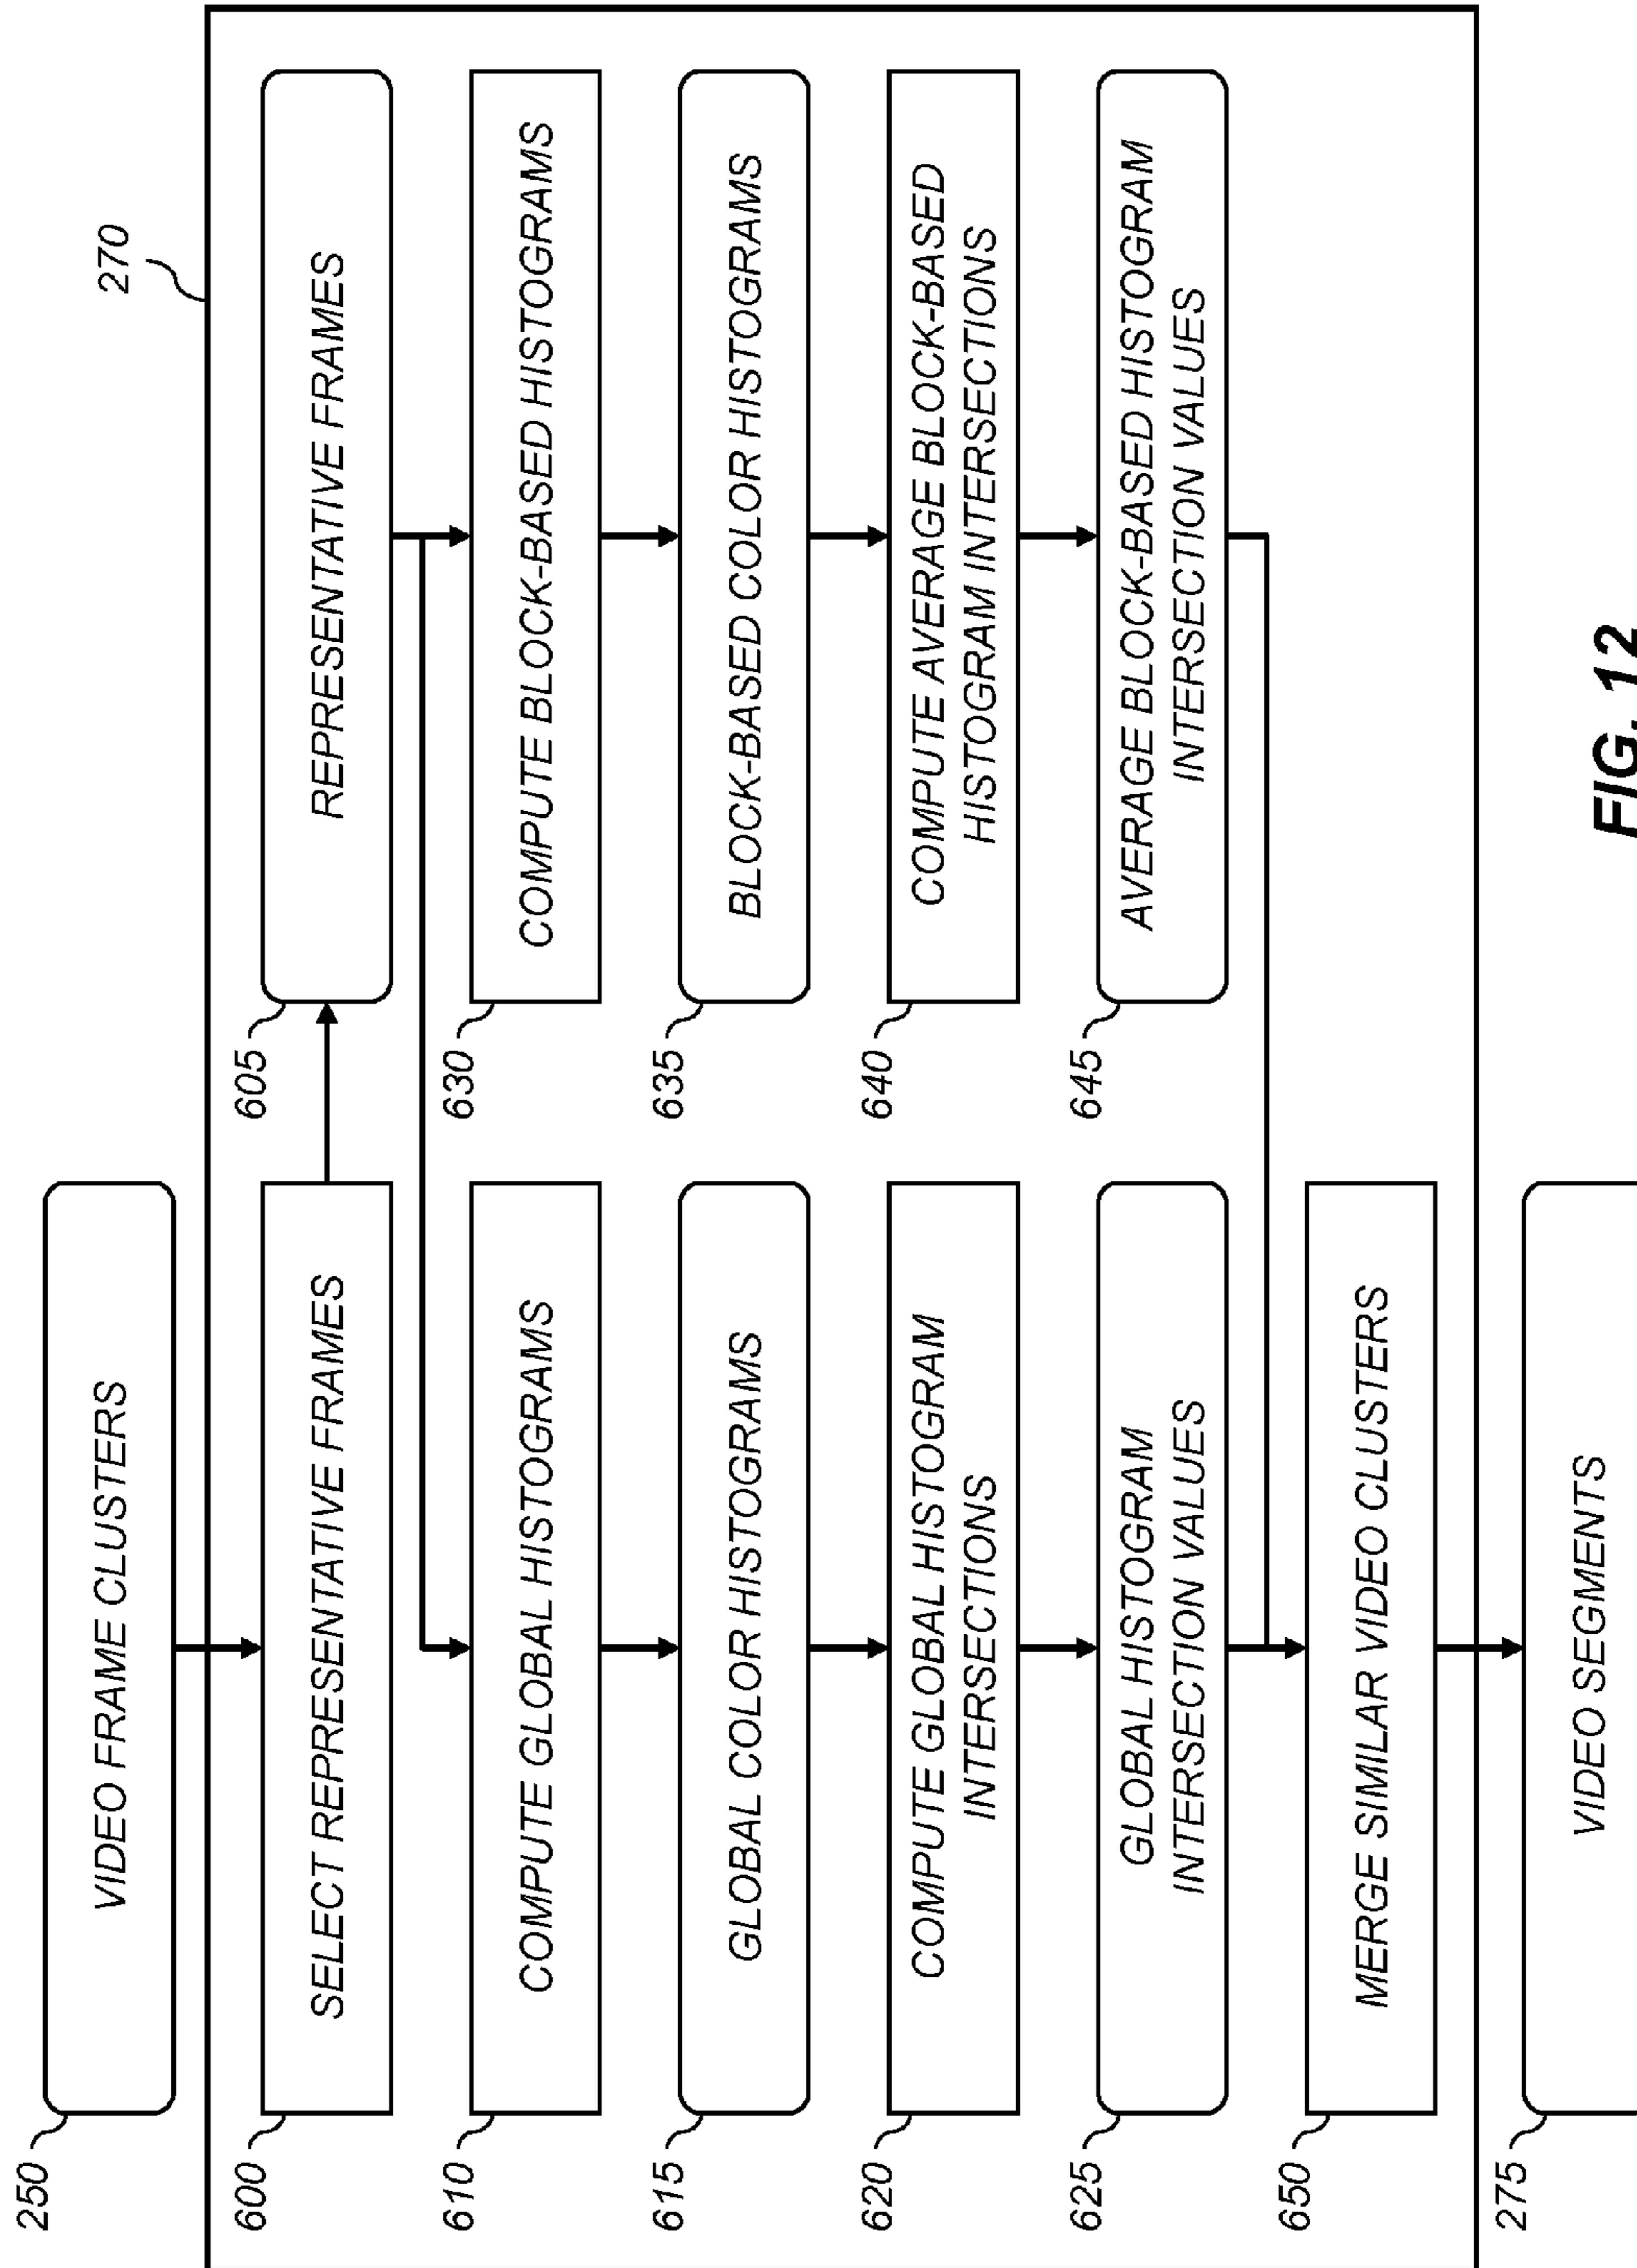 270
250
VIDEO FRAME CLUSTERS
600
SELECT REPRESENTATIVE FRAMES
605
REPRESENTATIVE FRAMES
610
COMPUTE GLOBAL HISTOGRAMS
630
COMPUTE BLOCK-BASED HISTOGRAMS
615
GLOBAL COLOR HISTOGRAMS
635
BLOCK-BASED COLOR HISTOGRAMS
620
COMPUTE GLOBAL HISTOGRAM
INTERSECTIONS
640
COMPUTE AVERAGE BLOCK-BASED
HISTOGRAM INTERSECTIONS
625
GLOBAL HISTOGRAM
INTERSECTION VALUES
645
AVERAGE BLOCK-BASED HISTOGRAM
INTERSECTION VALUES
650
MERGE SIMILAR VIDEO CLUSTERS
275
VIDEO SEGMENTS
FIG. 12